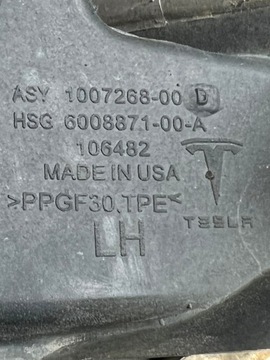 ASY 1007268-00 D
HSG 6008871-00-A
106482
MADE IN USA
>PPGF30,TPE<
TESLA
LH